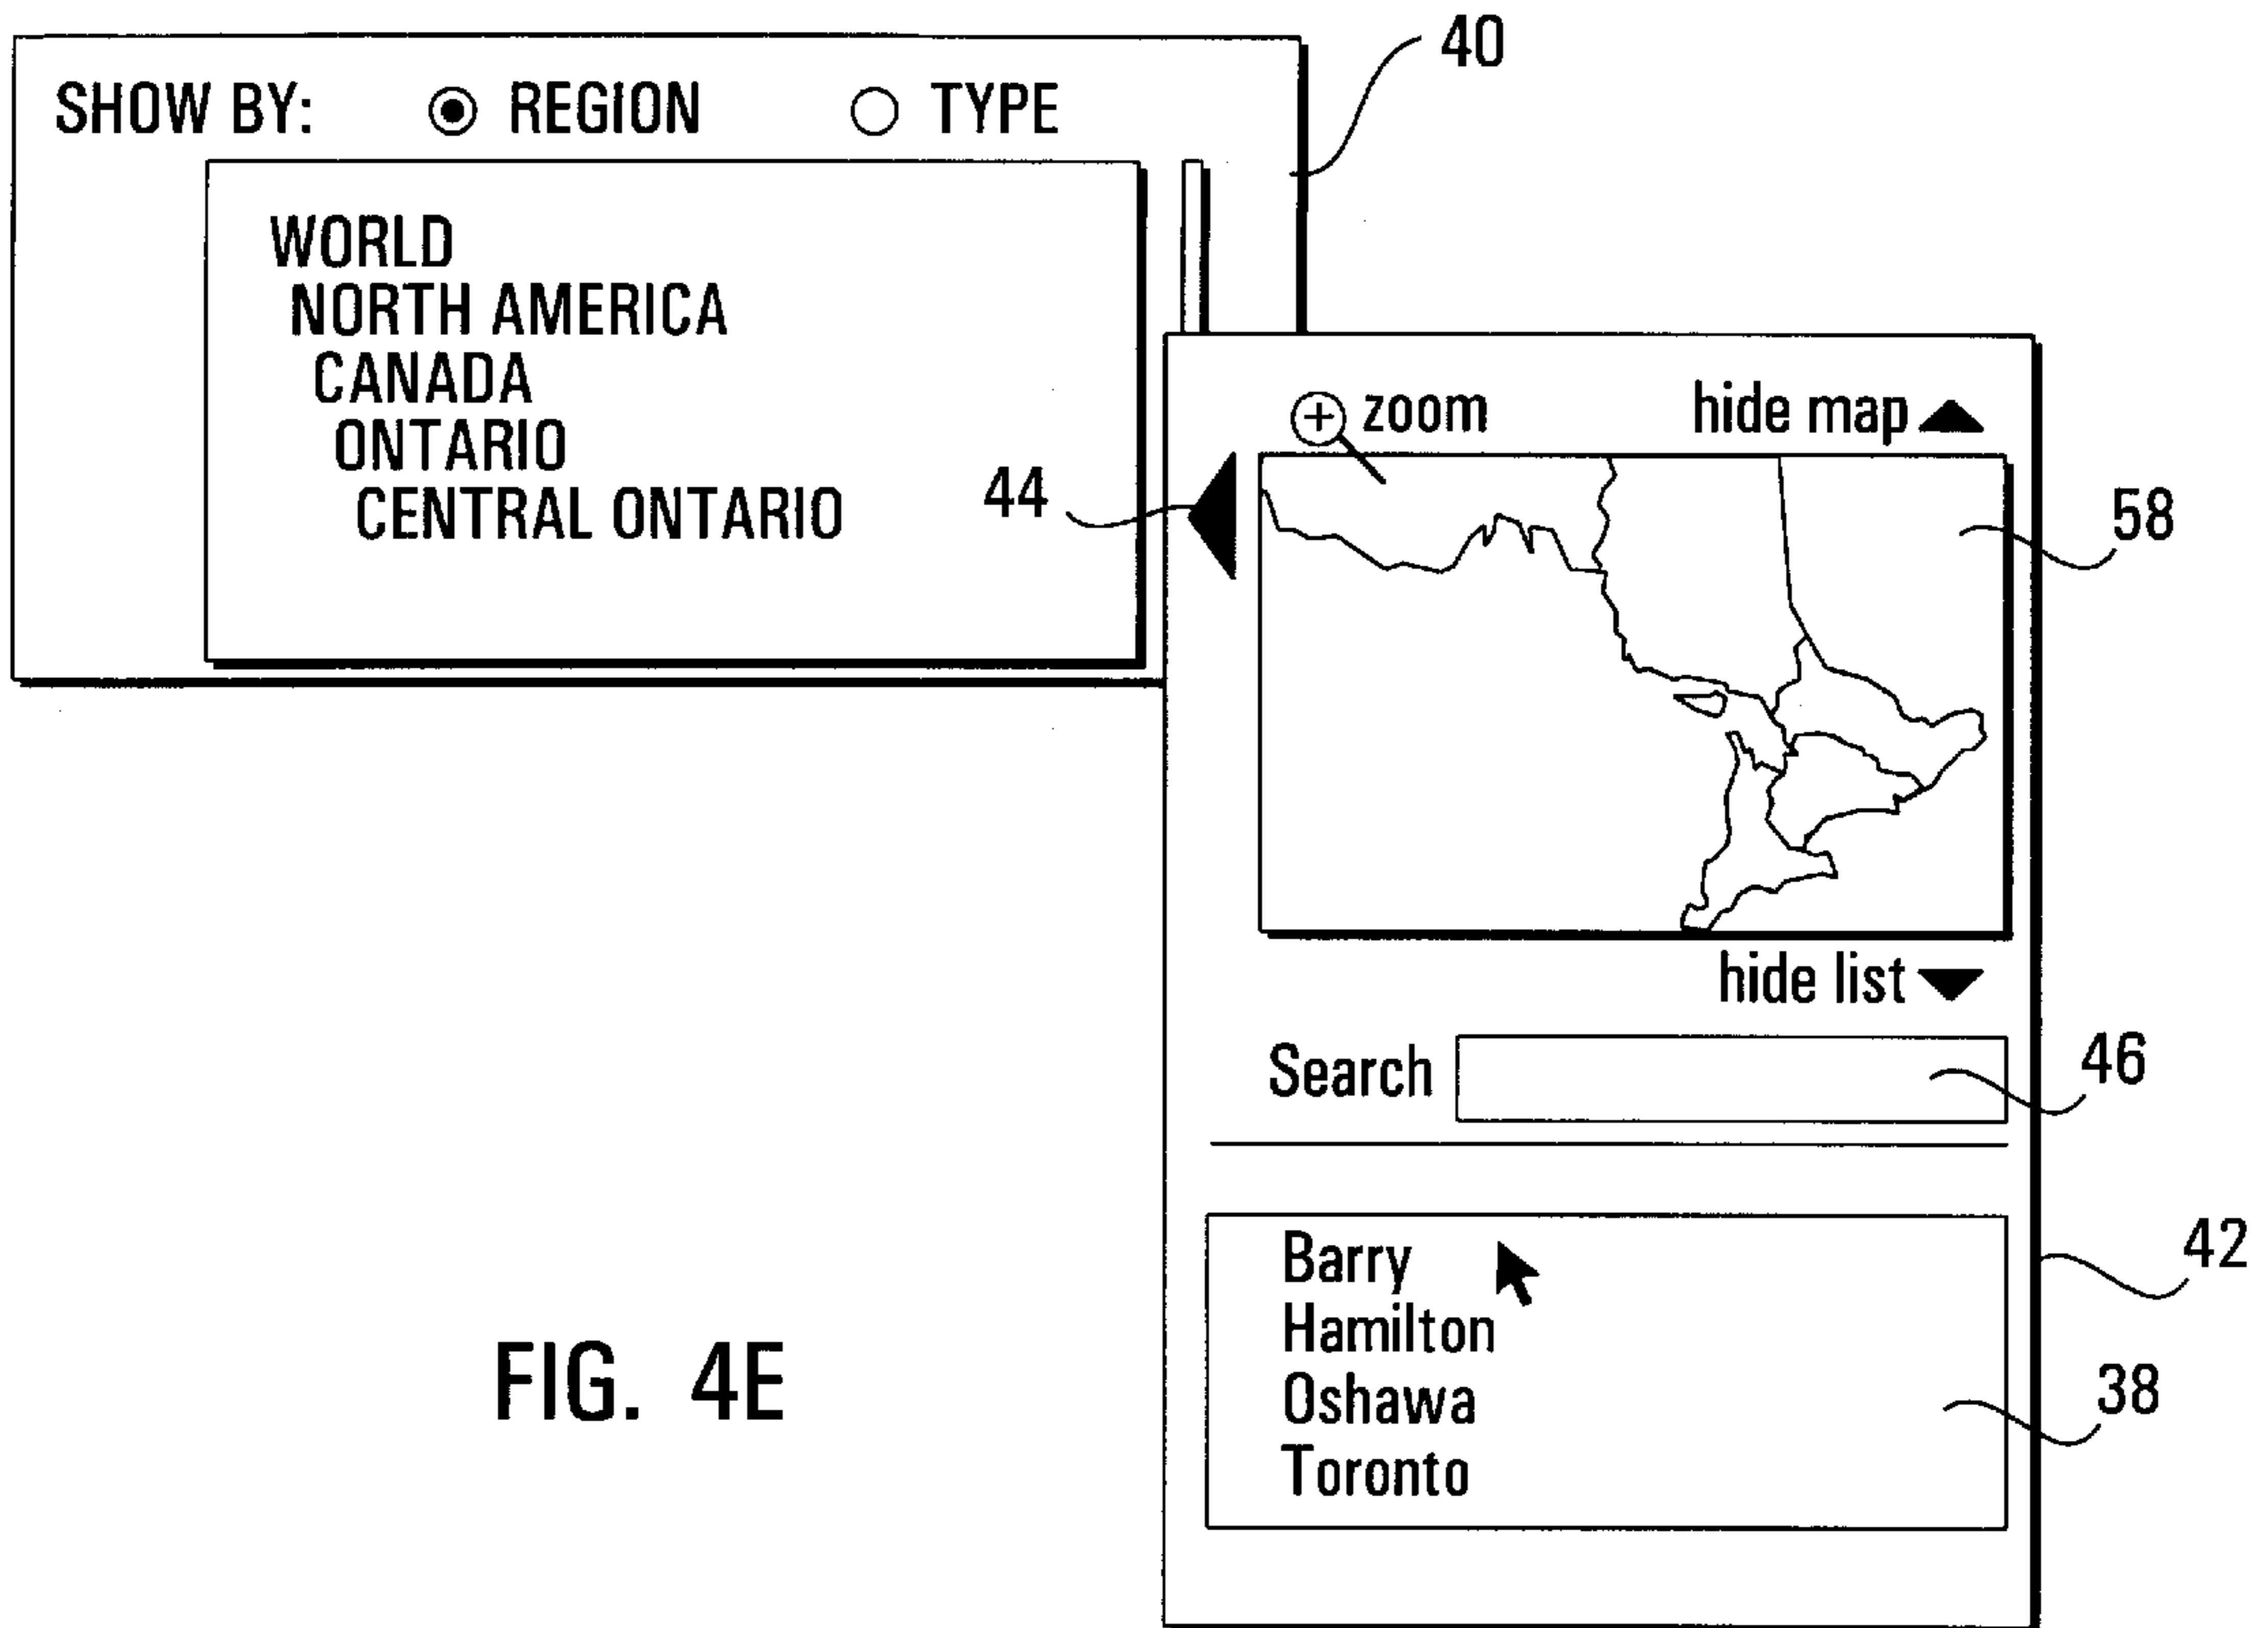 40
SHOW BY: REGION TYPE
WORLD
NORTH AMERICA
CANADA
ONTARIO
CENTRAL ONTARIO
44
zoom hide map
58
hide list
Search
46
42
Barry
Hamilton
Oshawa
Toronto
38
FIG. 4E